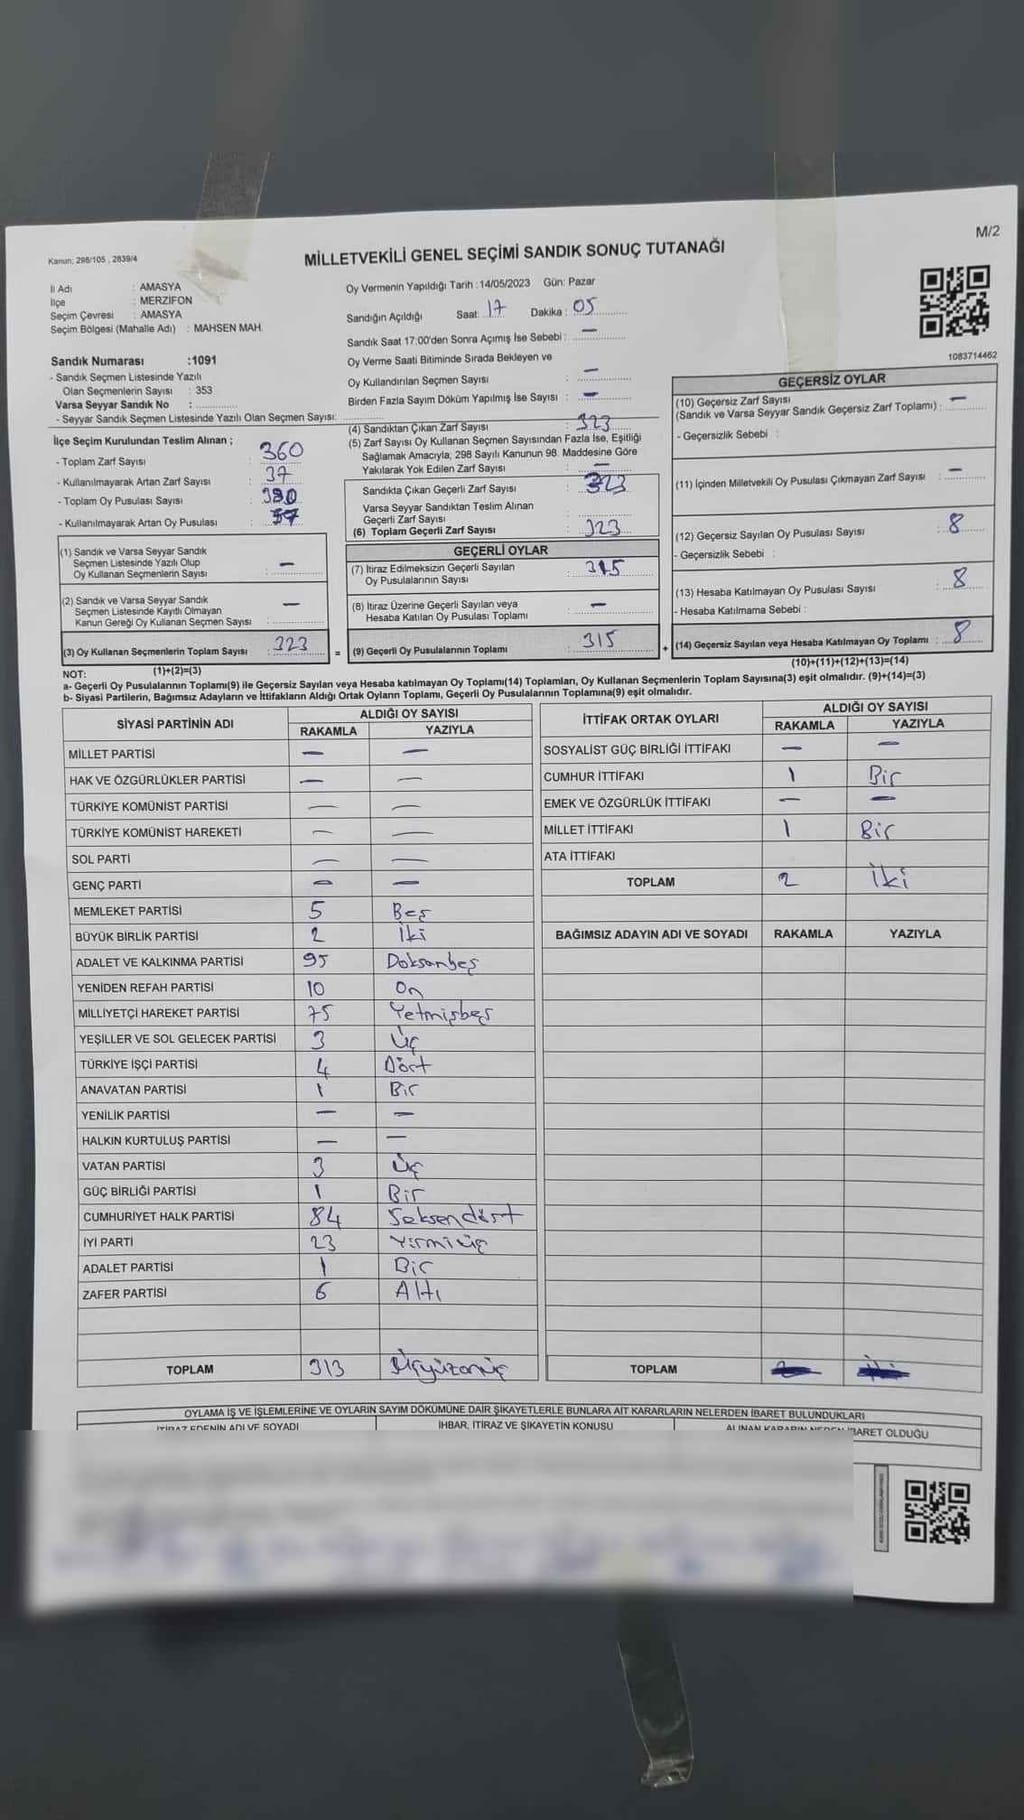 M/2
Kanun; 298/105 , 2839/4
MİLLETVEKİLİ GENEL SEÇİMİ SANDIK SONUÇ TUTANAĞI
İl Adı : AMASYA
İlçe : MERZİFON
Seçim Çevresi : AMASYA
Seçim Bölgesi (Mahalle Adı) : MAHSEN MAH.
Sandık Numarası :1091
- Sandık Seçmen Listesinde Yazılı
Olan Seçmenlerin Sayısı : 353
Varsa Seyyar Sandık No :
- Seyyar Sandık Seçmen Listesinde Yazılı Olan Seçmen Sayısı:
Oy Vermenin Yapıldığı Tarih :14/05/2023 Gün: Pazar
Sandığın Açıldığı Saat: 17 Dakika : 05
Sandık Saat 17:00'den Sonra Açımış İse Sebebi : —
Oy Verme Saati Bitiminde Sırada Bekleyen ve
Oy Kullandırılan Seçmen Sayısı : —
Birden Fazla Sayım Döküm Yapılmış İse Sayısı : —
1083714462
İlçe Seçim Kurulundan Teslim Alınan ;
- Toplam Zarf Sayısı : 360
- Kullanılmayarak Artan Zarf Sayısı : 37
- Toplam Oy Pusulası Sayısı :
- Kullanılmayarak Artan Oy Pusulası :
(1) Sandık ve Varsa Seyyar Sandık
Seçmen Listesinde Yazılı Olup
Oy Kullanan Seçmenlerin Sayısı : —
(2) Sandık ve Varsa Seyyar Sandık
Seçmen Listesinde Kayıtlı Olmayan
Kanun Gereği Oy Kullanan Seçmen Sayısı : —
(3) Oy Kullanan Seçmenlerin Toplam Sayısı : 323 =
(4) Sandıktan Çıkan Zarf Sayısı : 323
(5) Zarf Sayısı Oy Kullanan Seçmen Sayısından Fazla İse, Eşitliği
Sağlamak Amacıyla, 298 Sayılı Kanunun 98. Maddesine Göre
Yakılarak Yok Edilen Zarf Sayısı : —
Sandıkta Çıkan Geçerli Zarf Sayısı : 323
Varsa Seyyar Sandıktan Teslim Alınan
Geçerli Zarf Sayısı :
(6) Toplam Geçerli Zarf Sayısı : 323
GEÇERLİ OYLAR
(7) İtiraz Edilmeksizin Geçerli Sayılan
Oy Pusulalarının Sayısı : 315
(8) İtiraz Üzerine Geçerli Sayılan veya
Hesaba Katılan Oy Pusulası Toplamı : —
(9) Geçerli Oy Pusulalarının Toplamı : 315 +
GEÇERSİZ OYLAR
(10) Geçersiz Zarf Sayısı
(Sandık ve Varsa Seyyar Sandık Geçersiz Zarf Toplamı) : —
- Geçersizlik Sebebi :
(11) İçinden Milletvekili Oy Pusulası Çıkmayan Zarf Sayısı : —
(12) Geçersiz Sayılan Oy Pusulası Sayısı : 8
- Geçersizlik Sebebi :
(13) Hesaba Katılmayan Oy Pusulası Sayısı : 8
- Hesaba Katılmama Sebebi :
(14) Geçersiz Sayılan veya Hesaba Katılmayan Oy Toplamı : 8
NOT: (1)+(2)=(3) (10)+(11)+(12)+(13)=(14)
a- Geçerli Oy Pusulalarının Toplamı(9) ile Geçersiz Sayılan veya Hesaba katılmayan Oy Toplamı(14) Toplamları, Oy Kullanan Seçmenlerin Toplam Sayısına(3) eşit olmalıdır. (9)+(14)=(3)
b- Siyasi Partilerin, Bağımsız Adayların ve İttifakların Aldığı Ortak Oyların Toplamı, Geçerli Oy Pusulalarının Toplamına(9) eşit olmalıdır.
SİYASİ PARTİNİN ADI ALDIĞI OY SAYISI
RAKAMLA YAZIYLA
MİLLET PARTİSİ — —
HAK VE ÖZGÜRLÜKLER PARTİSİ — —
TÜRKİYE KOMÜNİST PARTİSİ — —
TÜRKİYE KOMÜNİST HAREKETİ — —
SOL PARTİ — —
GENÇ PARTİ — —
MEMLEKET PARTİSİ 5 Beş
BÜYÜK BİRLİK PARTİSİ 2 İki
ADALET VE KALKINMA PARTİSİ 95 Doksanbeş
YENİDEN REFAH PARTİSİ 10 On
MİLLİYETÇİ HAREKET PARTİSİ 75 Yetmişbeş
YEŞİLLER VE SOL GELECEK PARTİSİ 3 Üç
TÜRKİYE İŞÇİ PARTİSİ 4 Dört
ANAVATAN PARTİSİ 1 Bir
YENİLİK PARTİSİ — —
HALKIN KURTULUŞ PARTİSİ — —
VATAN PARTİSİ 3 Üç
GÜÇ BİRLİĞİ PARTİSİ 1 Bir
CUMHURİYET HALK PARTİSİ 84 Seksendört
İYİ PARTİ 23 Yirmiüç
ADALET PARTİSİ 1 Bir
ZAFER PARTİSİ 6 Altı
TOPLAM 313 Üçyüzonüç
İTTİFAK ORTAK OYLARI ALDIĞI OY SAYISI
RAKAMLA YAZIYLA
SOSYALİST GÜÇ BİRLİĞİ İTTİFAKI — —
CUMHUR İTTİFAKI 1 Bir
EMEK VE ÖZGÜRLÜK İTTİFAKI — —
MİLLET İTTİFAKI 1 Bir
ATA İTTİFAKI
TOPLAM 2 İki
BAĞIMSIZ ADAYIN ADI VE SOYADI RAKAMLA YAZIYLA
TOPLAM
OYLAMA İŞ VE İŞLEMLERİNE VE OYLARIN SAYIM DÖKÜMÜNE DAİR ŞİKAYETLERLE BUNLARA AİT KARARLARIN NELERDEN İBARET BULUNDUKLARI
İTİRAZ EDENİN ADI VE SOYADI İHBAR, İTİRAZ VE ŞİKAYETİN KONUSU ALINAN KARARIN NEDEN İBARET OLDUĞU